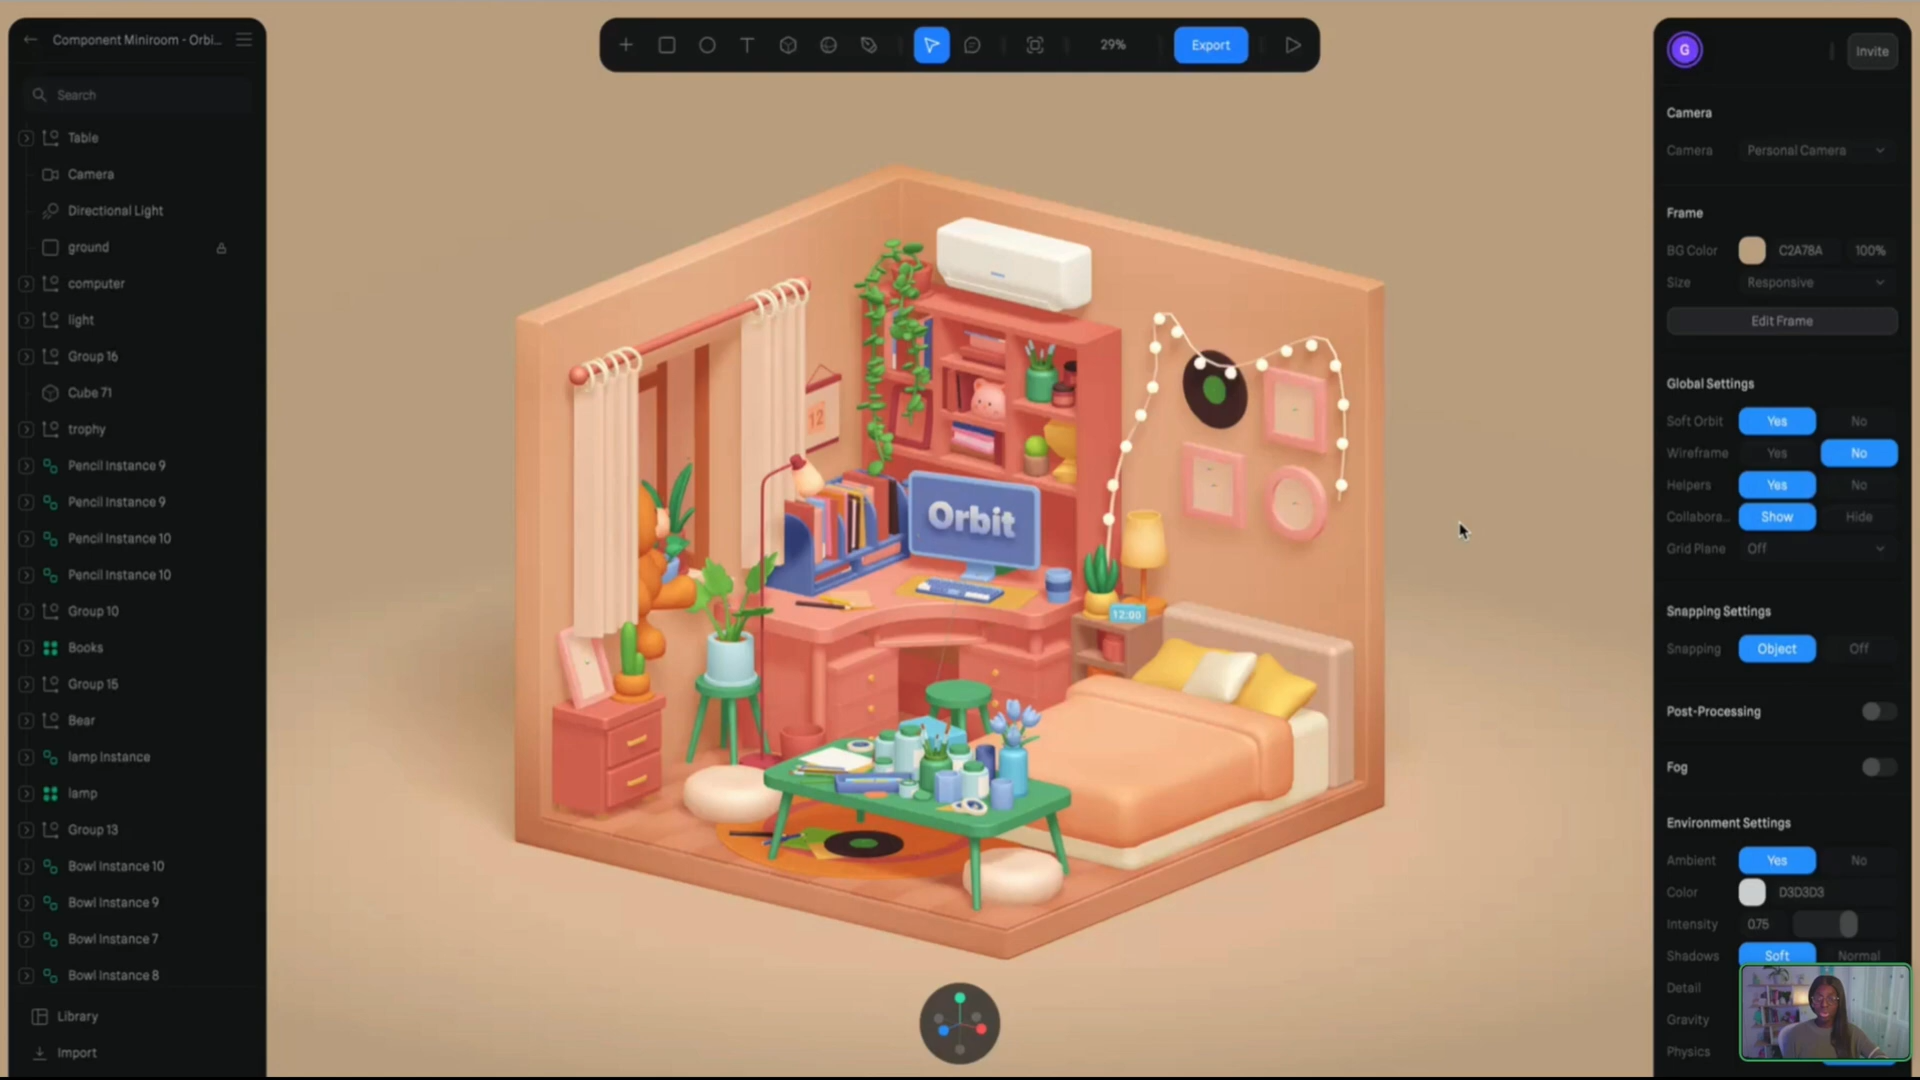 Component Miniroom - Orbi...
Search
Table
Camera
Directional Light
ground
computer
light
Group 16
Cube 71
trophy
Pencil Instance 9
Pencil Instance 9
Pencil Instance 10
Pencil Instance 10
Group 10
Books
Group 15
Bear
lamp Instance
lamp
Group 13
Bowl Instance 10
Bowl Instance 9
Bowl Instance 7
Bowl Instance 8
Library
Import
T
29%
Export
12
Orbit
12:00
G
Invite
Camera
Camera Personal Camera
Frame
BG Color C2A78A 100%
Size Responsive
Edit Frame
Global Settings
Soft Orbit Yes No
Wireframe Yes No
Helpers Yes No
Collabora... Show Hide
Grid Plane Off
Snapping Settings
Snapping Object Off
Post-Processing
Fog
Environment Settings
Ambient Yes No
Color D3D3D3
Intensity 0.75
Shadows Soft Normal
Detail
Gravity
Physics